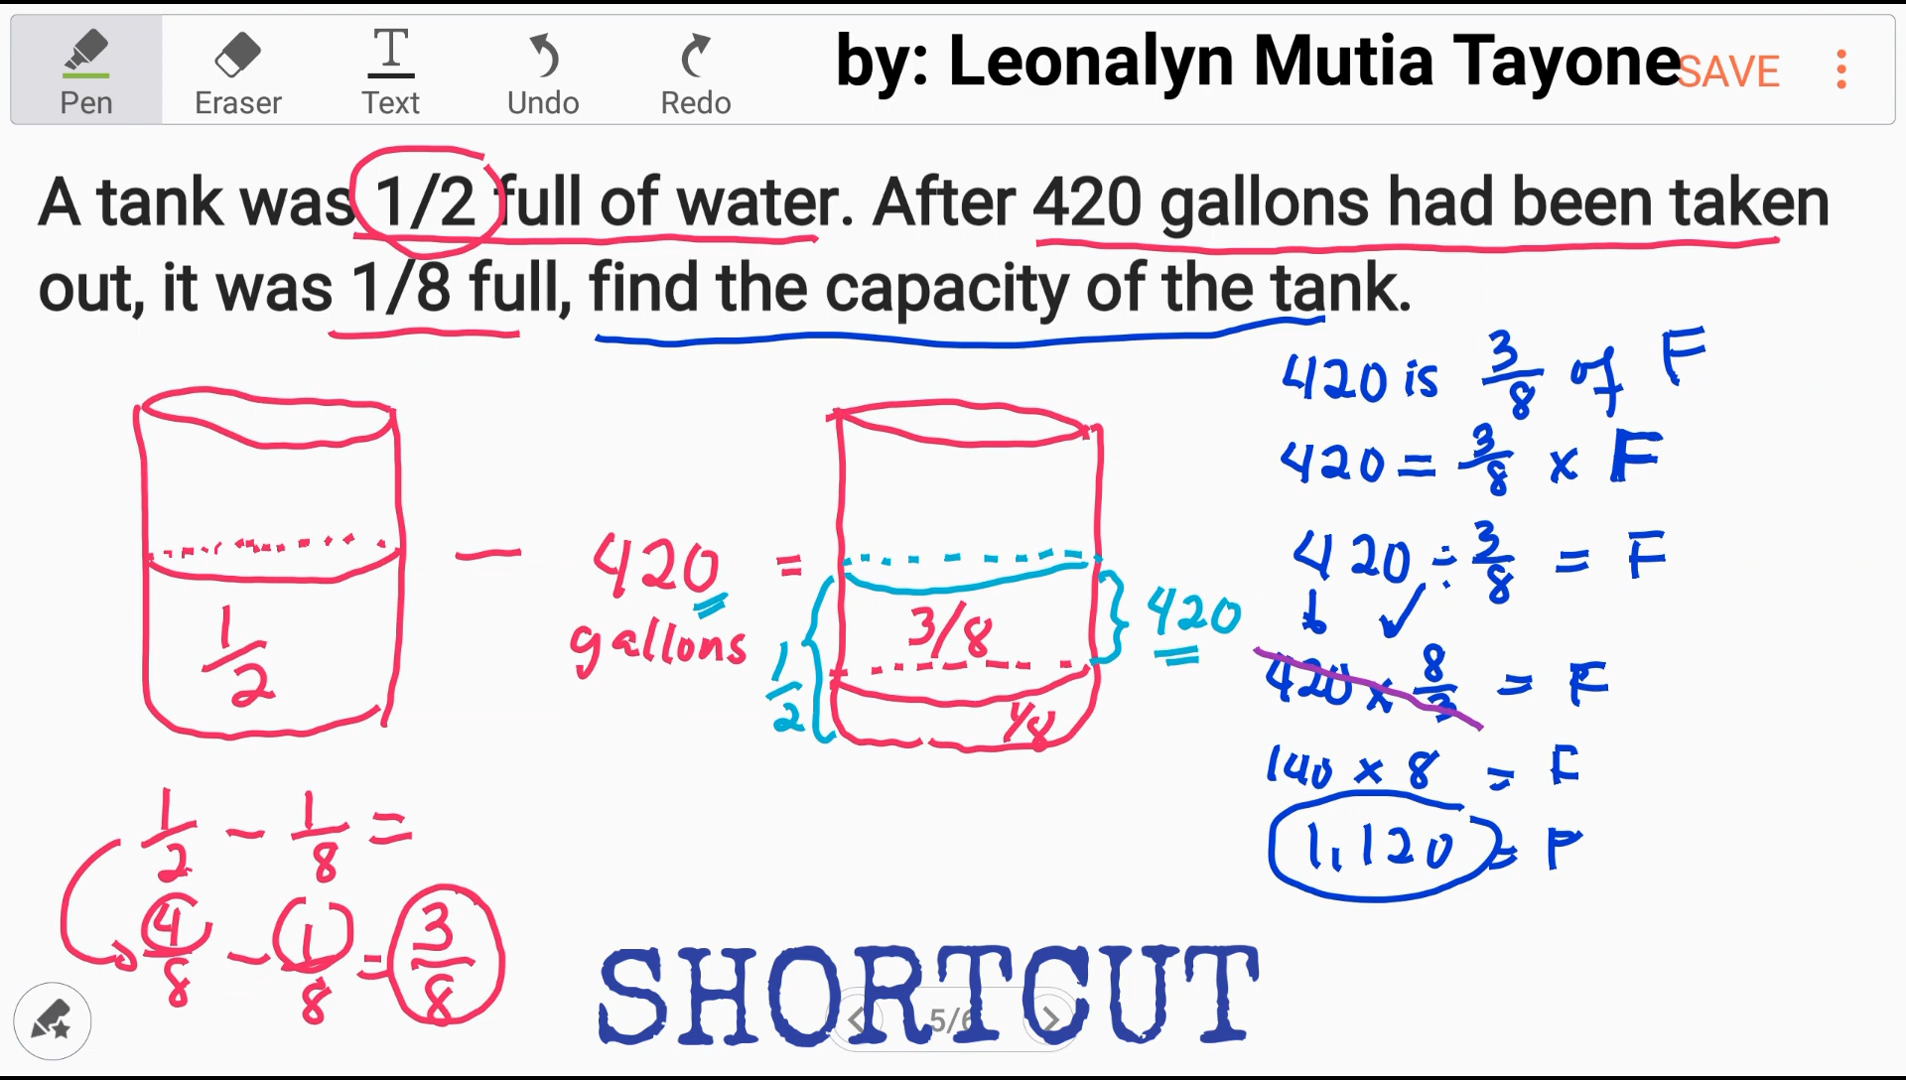 Pen Eraser Text Undo Redo by: Leonalyn Mutia Tayone SAVE
A tank was 1/2 full of water. After 420 gallons had been taken
out, it was 1/8 full, find the capacity of the tank.
420 is 3/8 of F
420 = 3/8 x F
420 ÷ 3/8 = F
420 x 8/3 = F
140 x 8 = F
1,120 = F
1/2
— 420 =
gallons
3/8
1/8
1/2
420
1/2 - 1/8 =
4/8 - 1/8 = 3/8
SHORTCUT
5/6